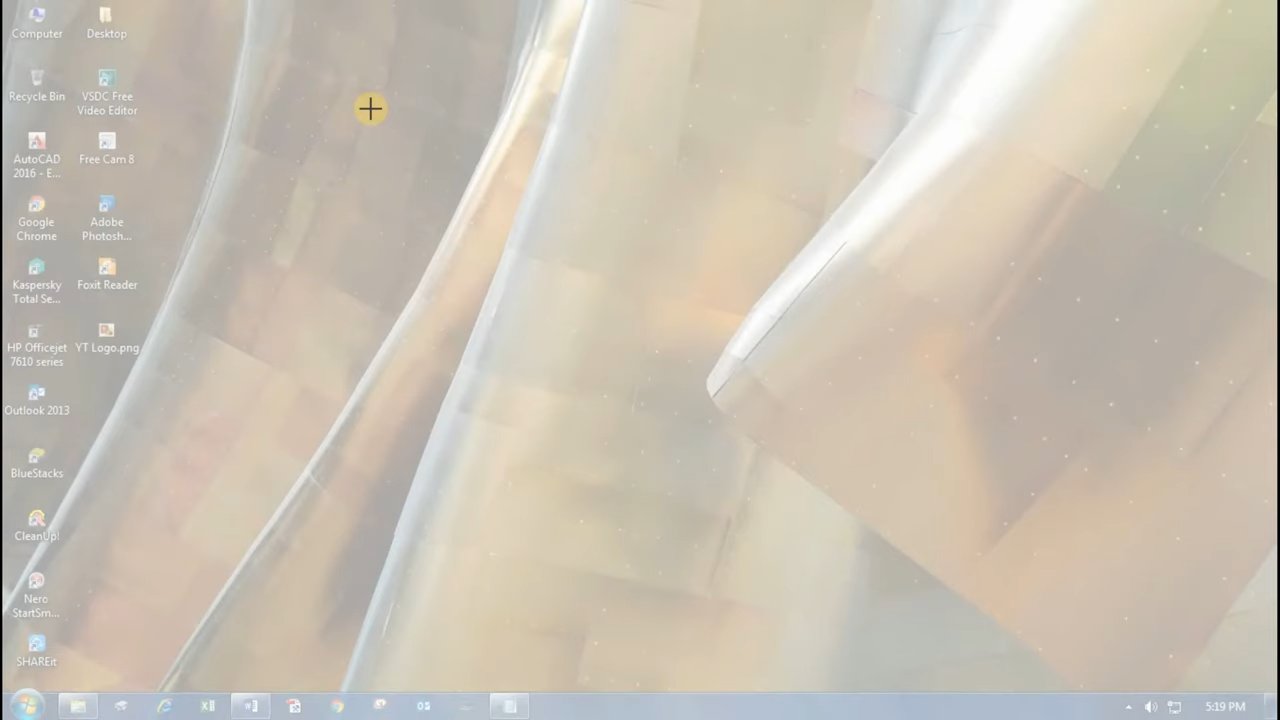 Computer
Desktop
Recycle Bin
VSDC Free
Video Editor
AutoCAD
2016 - E...
Free Cam 8
Google
Chrome
Adobe
Photosh...
Kaspersky
Total Se...
Foxit Reader
HP Officejet
7610 series
YT Logo.png
Outlook 2013
BlueStacks
CleanUp!
Nero
StartSm...
SHAREit
5:19 PM